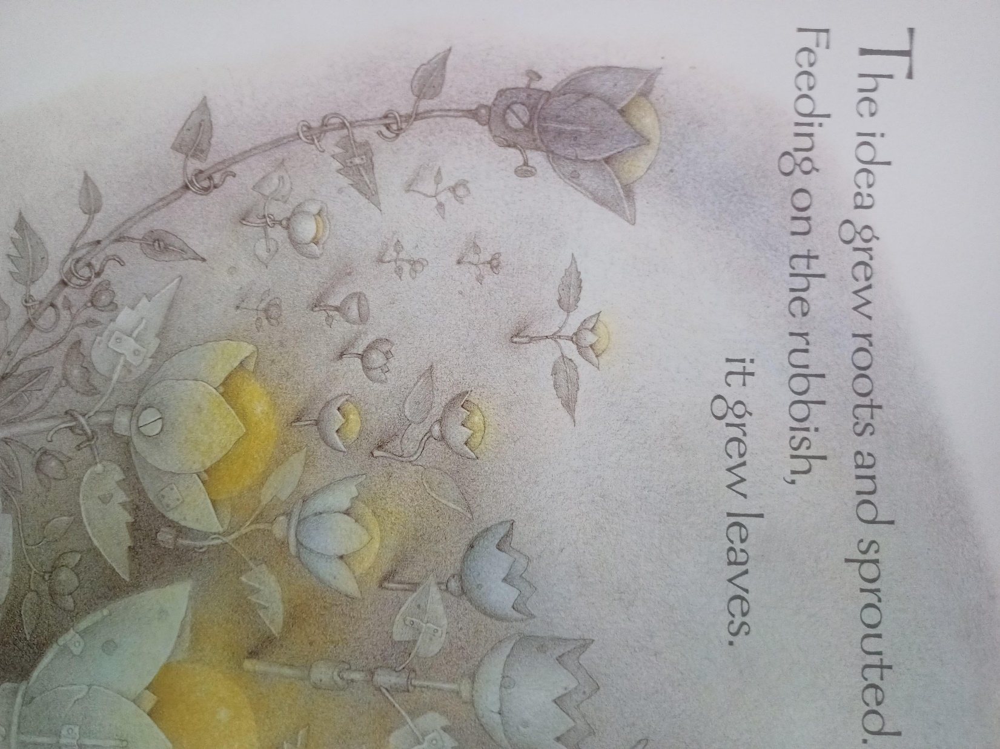 The idea grew roots and sprouted.
Feeding on the rubbish,
it grew leaves.